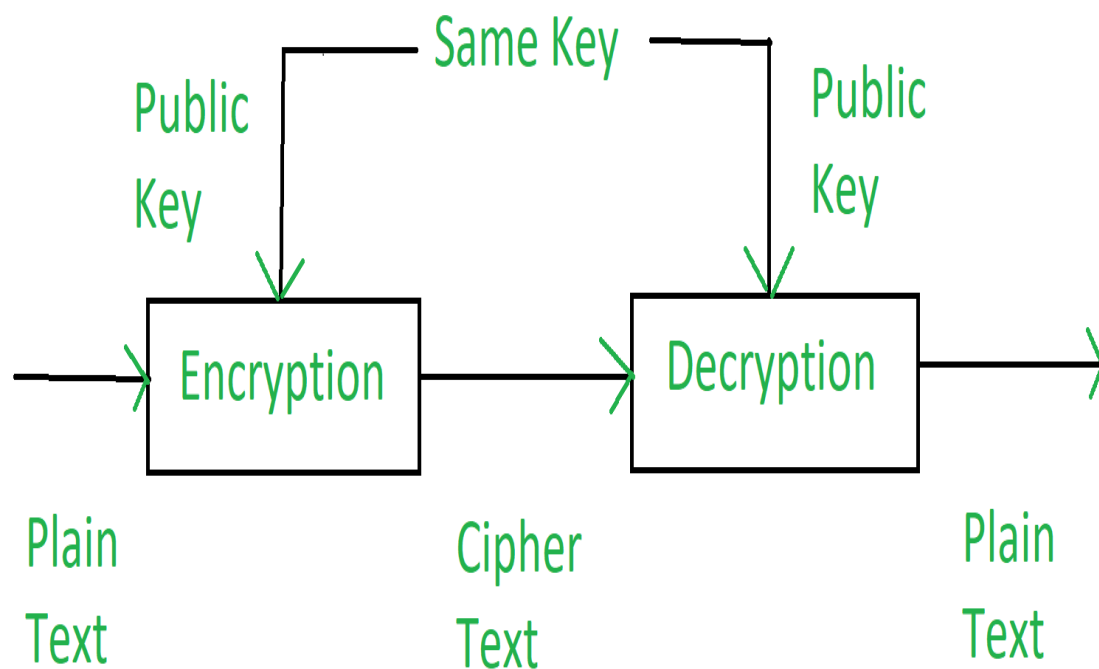 Same Key
Public
Key
Public
Key
Encryption
Decryption
Plain
Text
Cipher
Text
Plain
Text